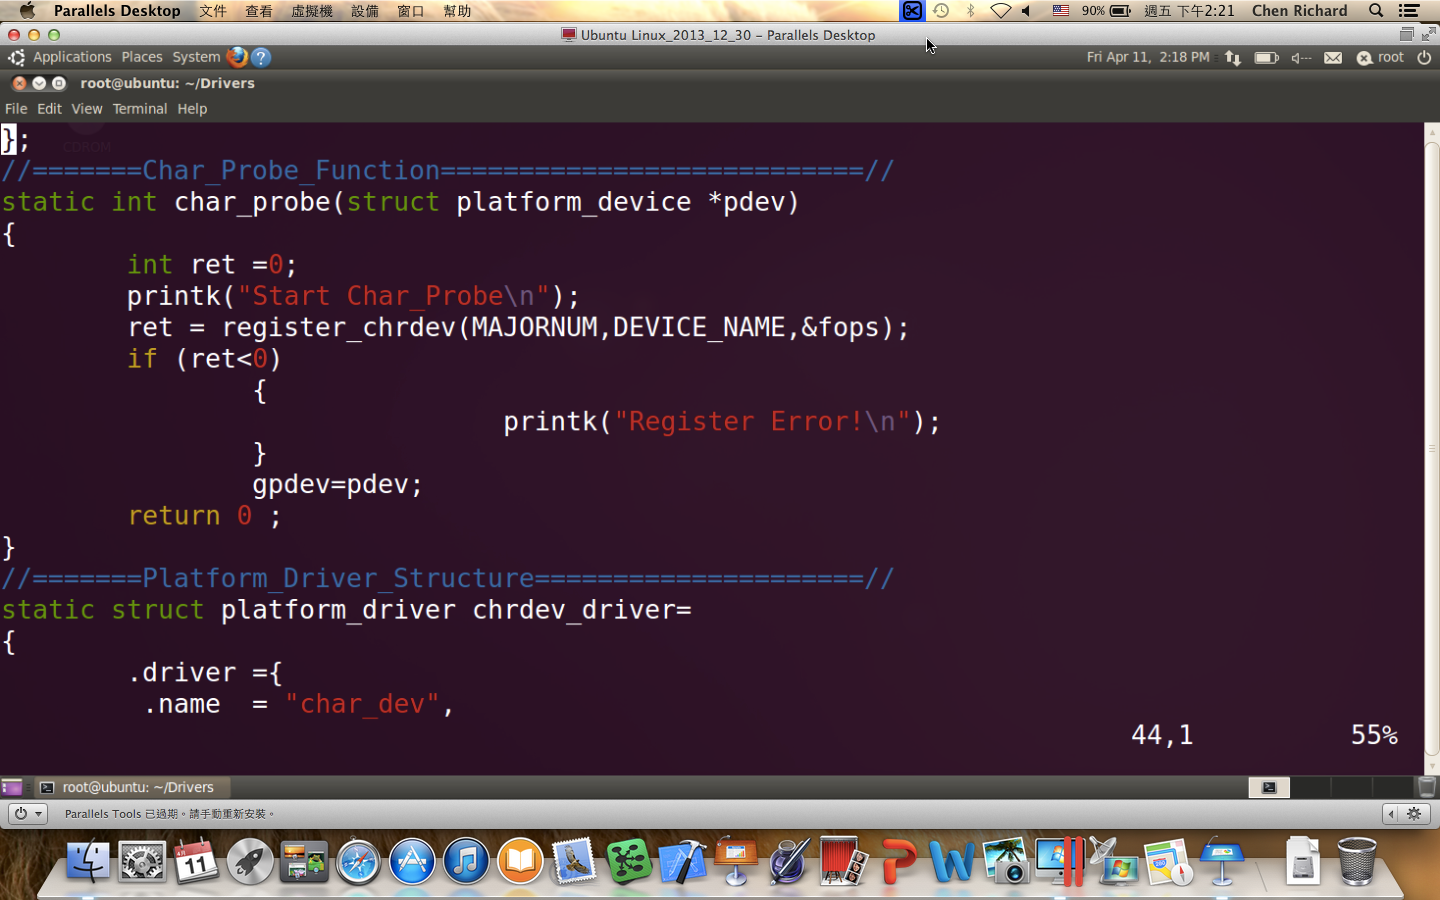 Parallels Desktop 文件 查看 虛擬機 設備 窗口 幫助 90% 週五 下午2:21 Chen Richard
Ubuntu Linux_2013_12_30 – Parallels Desktop
Applications Places System ? Fri Apr 11, 2:18 PM root
root@ubuntu: ~/Drivers
File Edit View Terminal Help
};
CDROM
//=======Char_Probe_Function===========================//
static int char_probe(struct platform_device *pdev)
{
int ret =0;
printk("Start Char_Probe\n");
ret = register_chrdev(MAJORNUM,DEVICE_NAME,&fops);
if (ret<0)
{
printk("Register Error!\n");
}
gpdev=pdev;
return 0 ;
}
//=======Platform_Driver_Structure=====================//
static struct platform_driver chrdev_driver=
{
.driver ={
.name  = "char_dev",
44,1 55%
root@ubuntu: ~/Drivers
Parallels Tools 已過期。請手動重新安裝。
4月
11